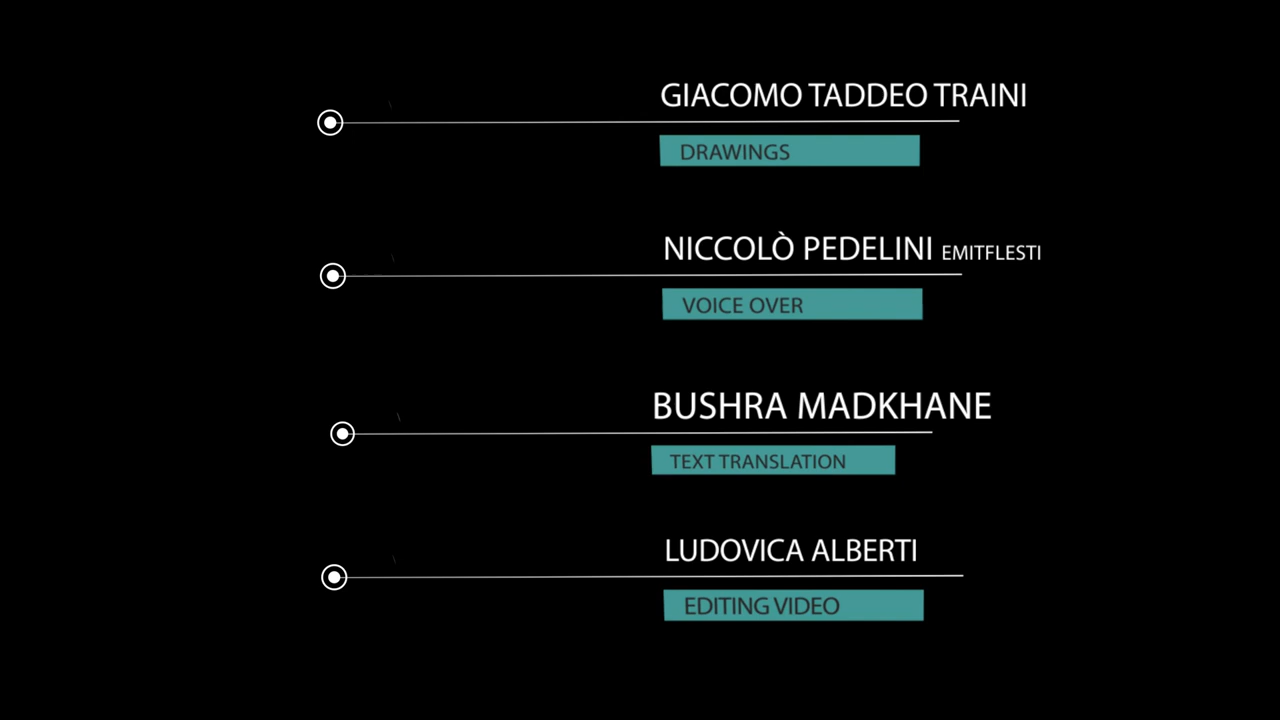 GIACOMO TADDEO TRAINI
DRAWINGS
NICCOLÒ PEDELINI EMITFLESTI
VOICE OVER
BUSHRA MADKHANE
TEXT TRANSLATION
LUDOVICA ALBERTI
EDITING VIDEO